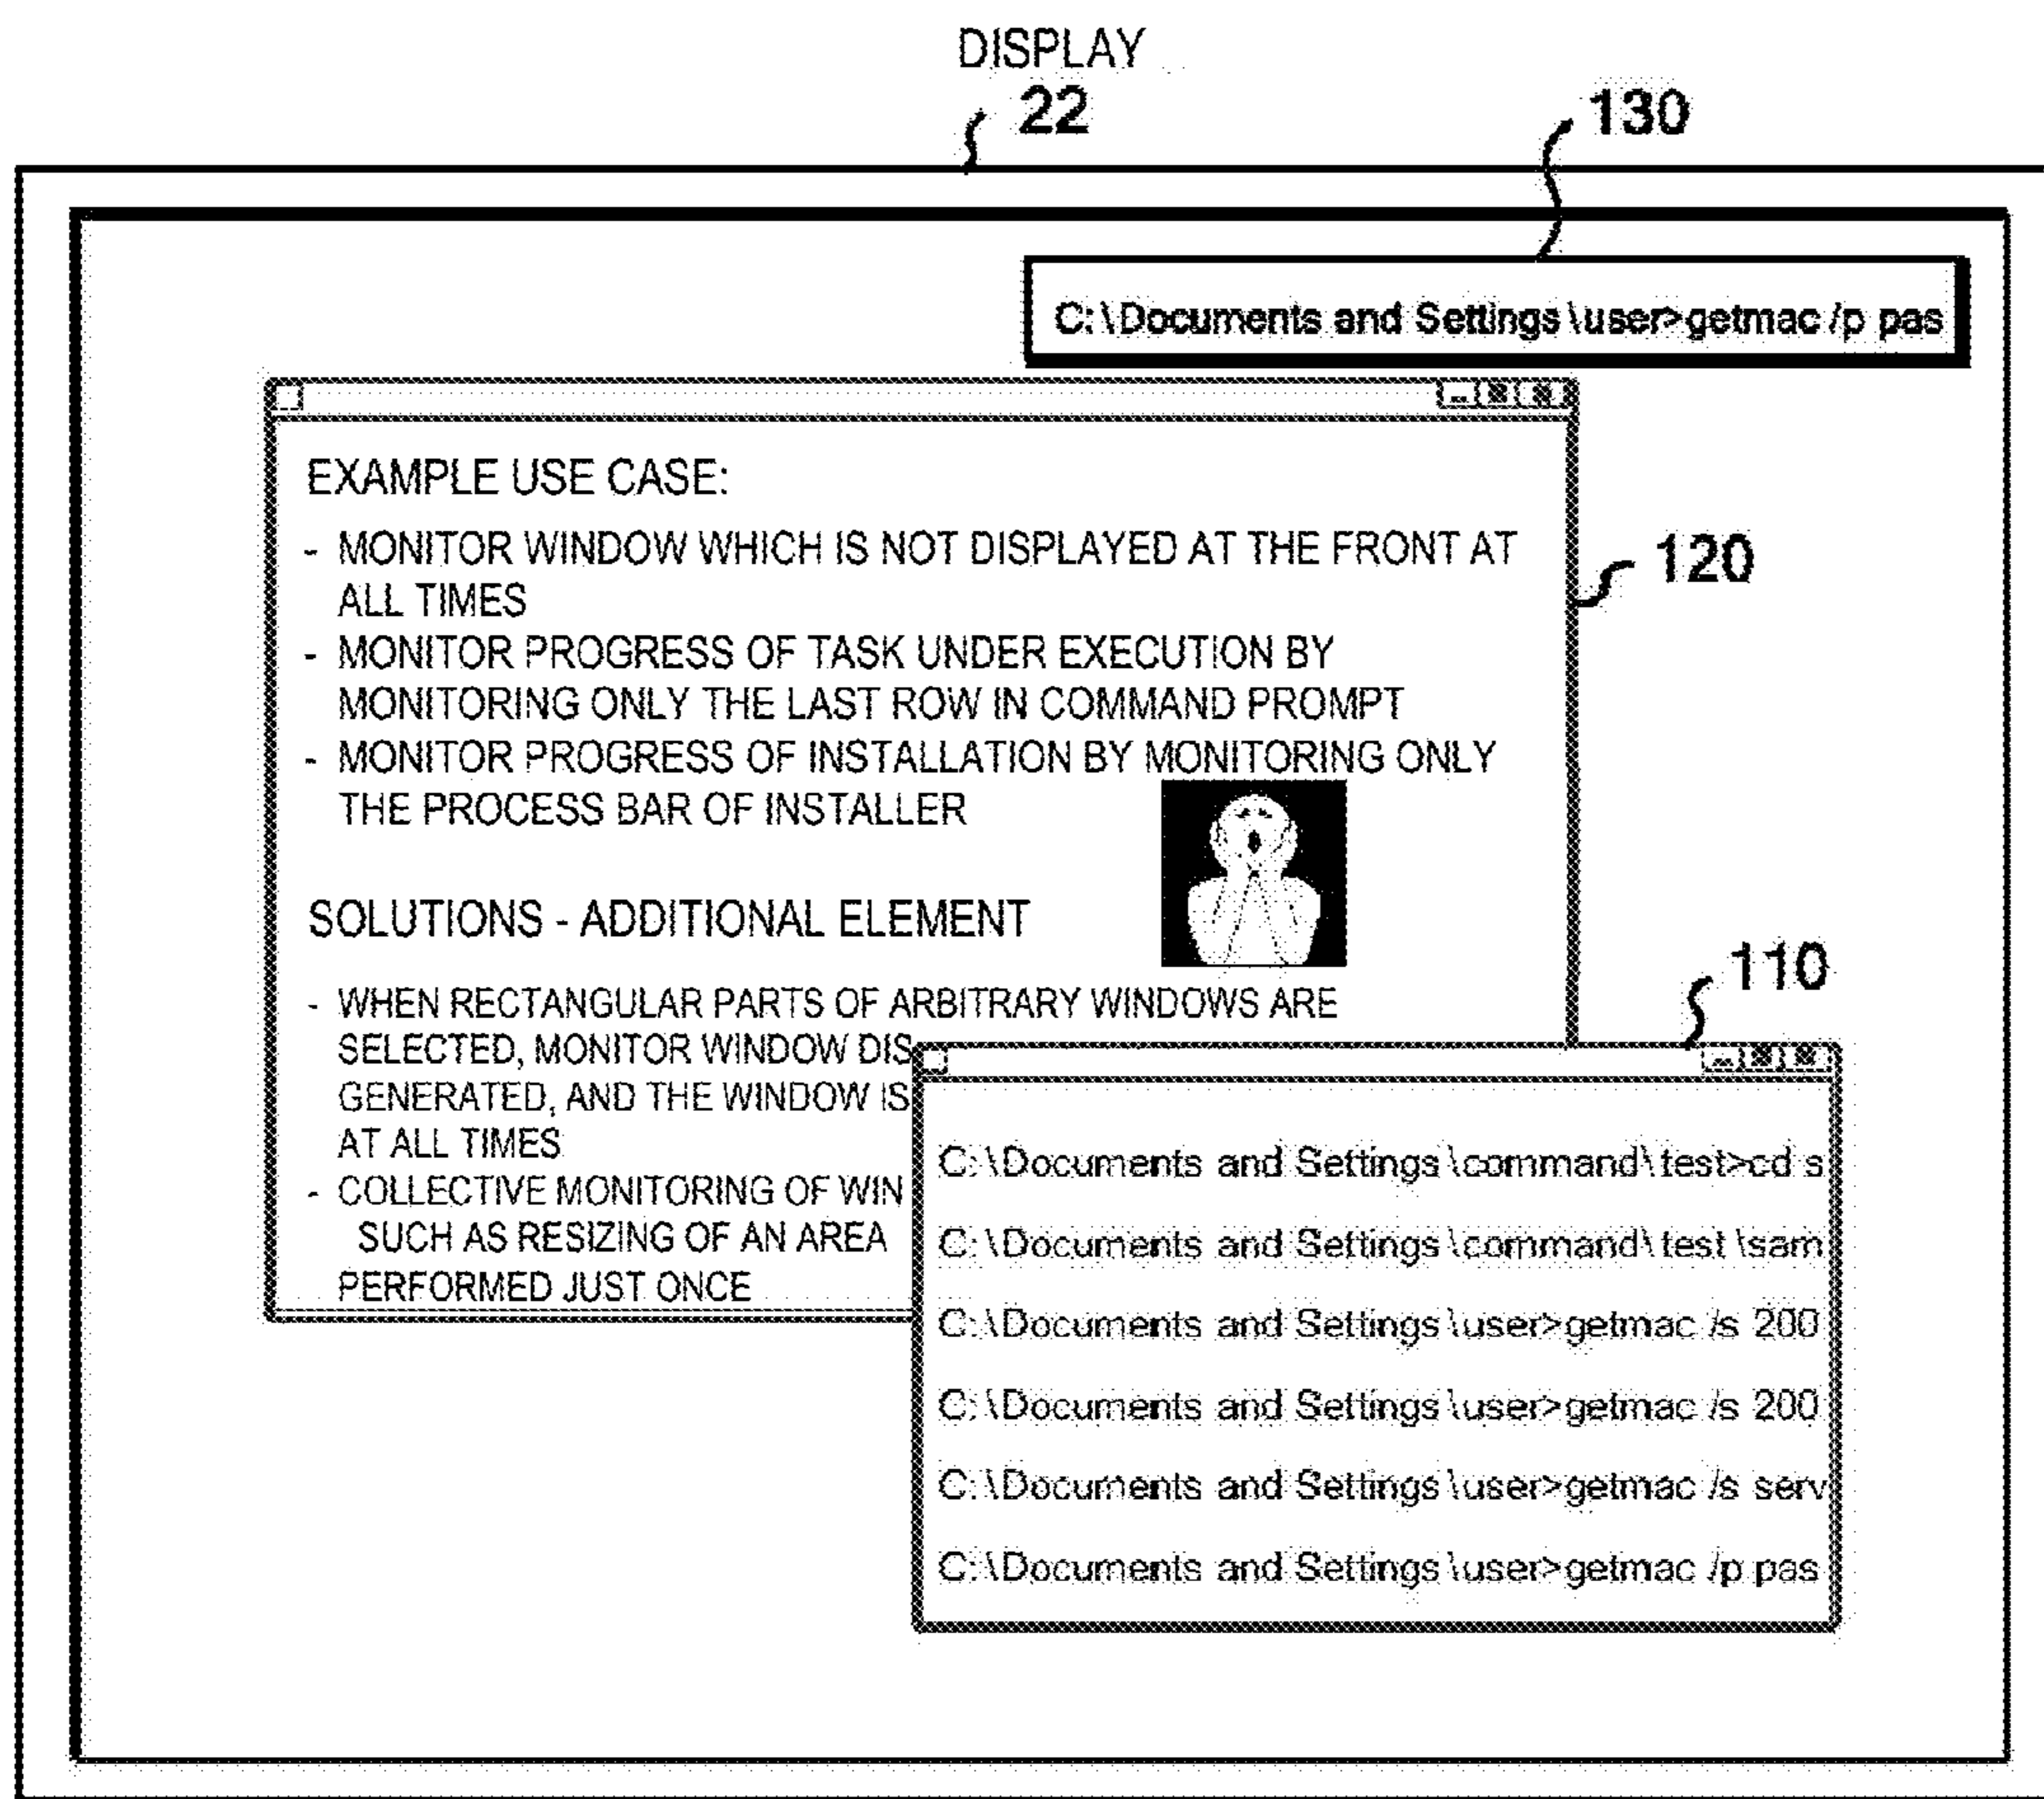 DISPLAY
22
130
C:\Documents and Settings\user>getmac /p pas
EXAMPLE USE CASE:
- MONITOR WINDOW WHICH IS NOT DISPLAYED AT THE FRONT AT
ALL TIMES
- MONITOR PROGRESS OF TASK UNDER EXECUTION BY
MONITORING ONLY THE LAST ROW IN COMMAND PROMPT
- MONITOR PROGRESS OF INSTALLATION BY MONITORING ONLY
THE PROCESS BAR OF INSTALLER
SOLUTIONS - ADDITIONAL ELEMENT
- WHEN RECTANGULAR PARTS OF ARBITRARY WINDOWS ARE
SELECTED, MONITOR WINDOW DIS
GENERATED, AND THE WINDOW IS
AT ALL TIMES
- COLLECTIVE MONITORING OF WIN
SUCH AS RESIZING OF AN AREA
PERFORMED JUST ONCE
120
110
C:\Documents and Settings\command\test>cd s
C:\Documents and Settings\command\test\sam
C:\Documents and Settings\user>getmac /s 200
C:\Documents and Settings\user>getmac /s 200
C:\Documents and Settings\user>getmac /s serv
C:\Documents and Settings\user>getmac /p pas